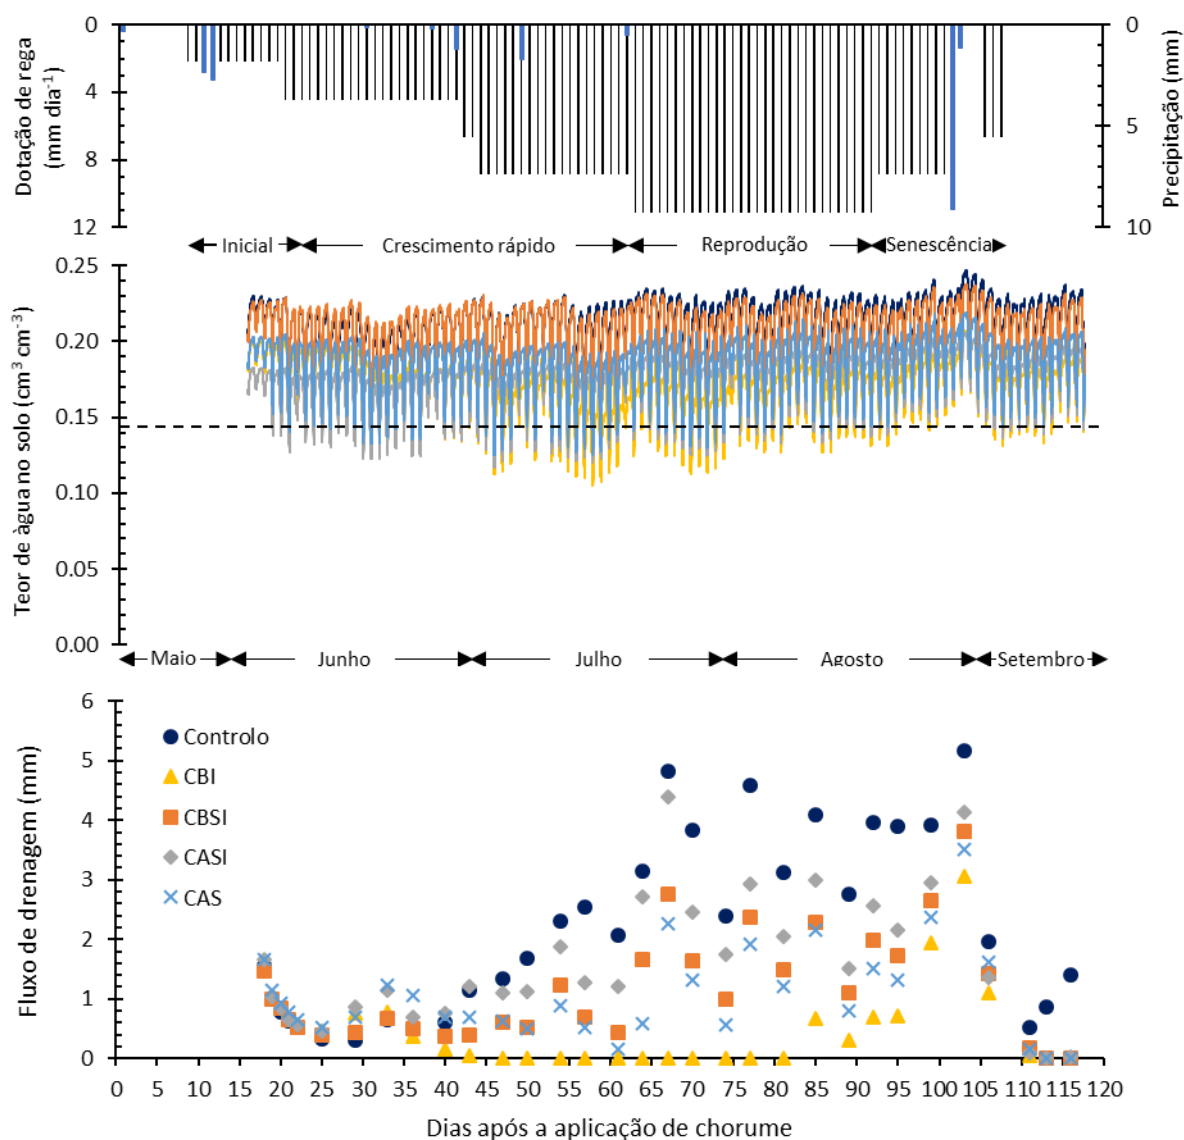 Dotação de rega
(mm dia-1)
0
4
8
12
0
5
10
Precipitação (mm)
Inicial
Crescimento rápido
Reprodução
Senescência
Teor de àgua no solo (cm3 cm-3)
0.25
0.20
0.15
0.10
0.05
0.00
Maio
Junho
Julho
Agosto
Setembro
Fluxo de drenagem (mm)
6
5
4
3
2
1
0
Controlo
CBI
CBSI
CASI
CAS
0 5 10 15 20 25 30 35 40 45 50 55 60 65 70 75 80 85 90 95 100 105 110 115 120
Dias após a aplicação de chorume